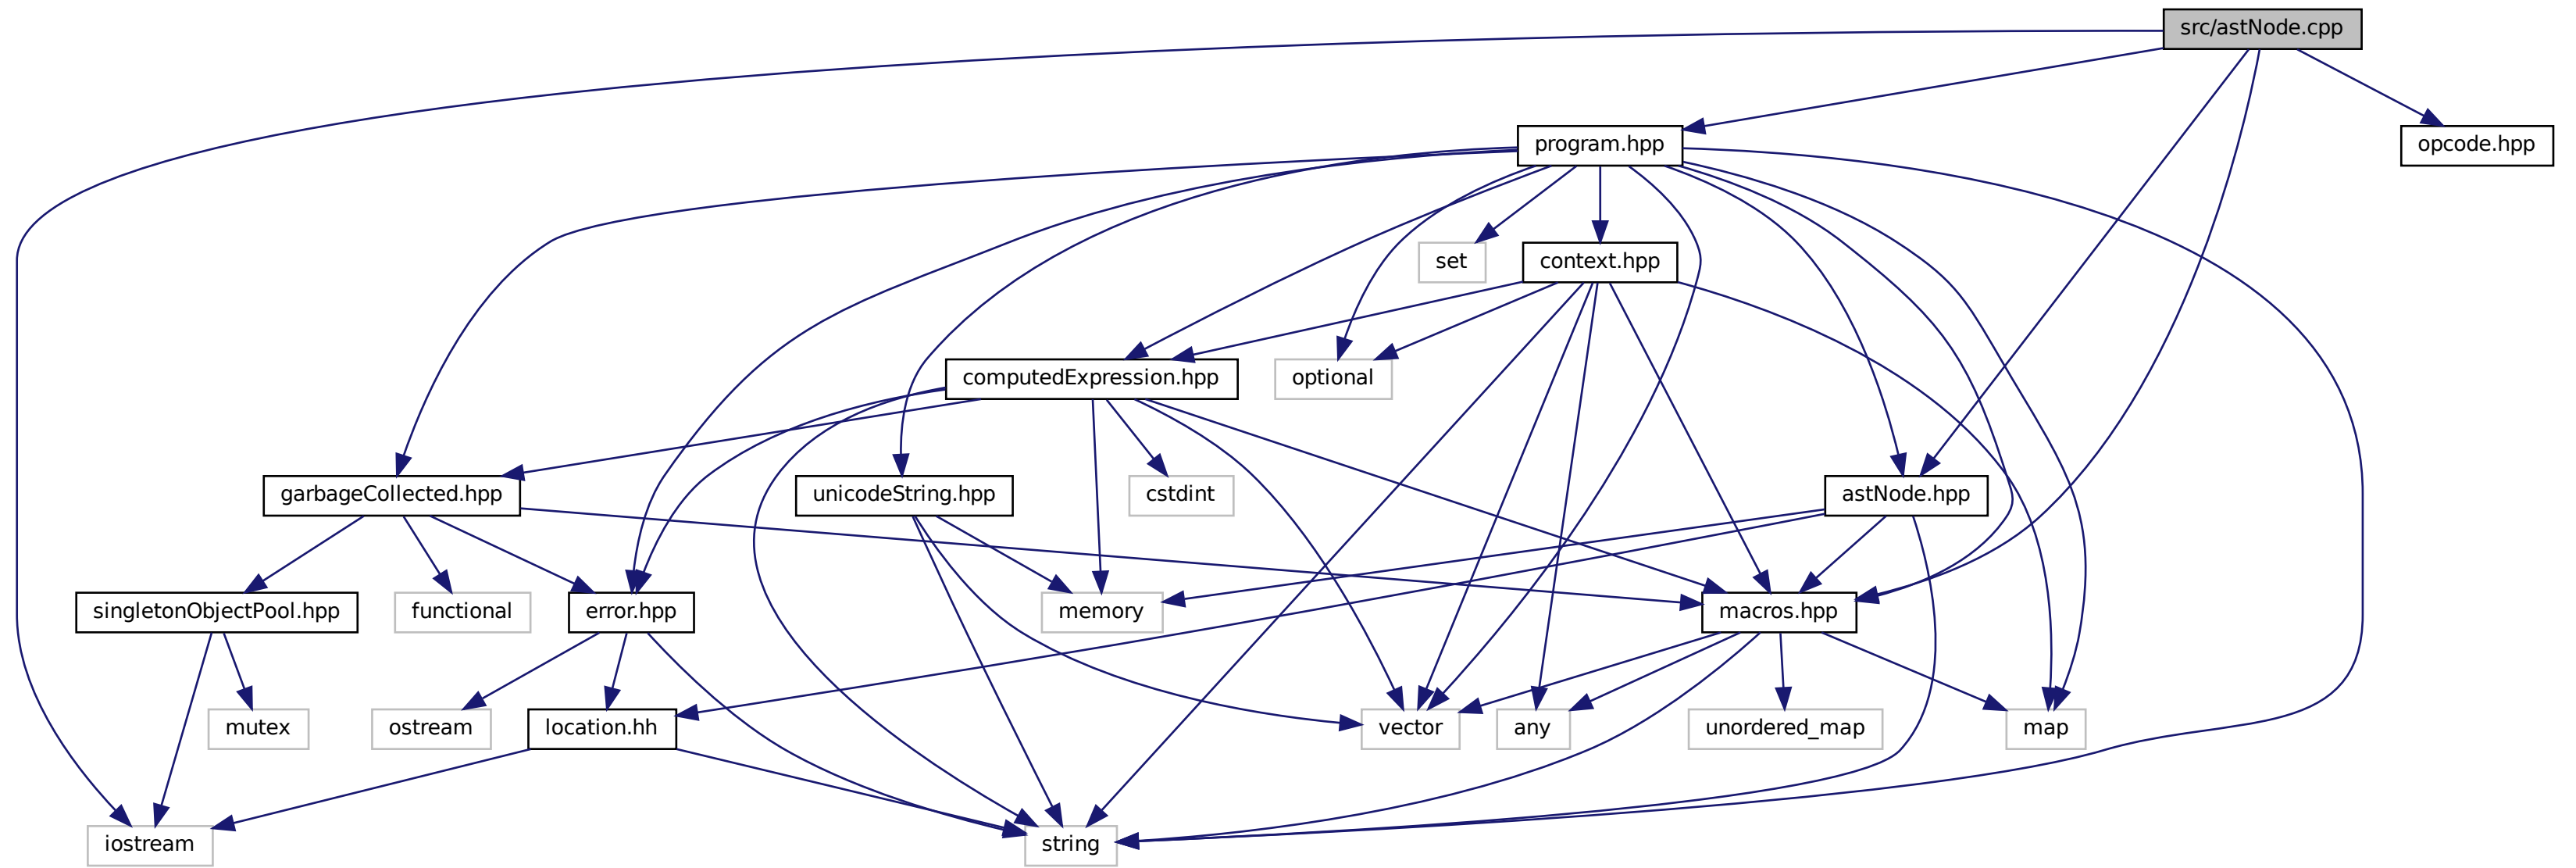 src/astNode.cpp
program.hpp
opcode.hpp
set
context.hpp
computedExpression.hpp
optional
garbageCollected.hpp
unicodeString.hpp
cstdint
astNode.hpp
singletonObjectPool.hpp
functional
error.hpp
memory
macros.hpp
mutex
ostream
location.hh
vector
any
unordered_map
map
iostream
string